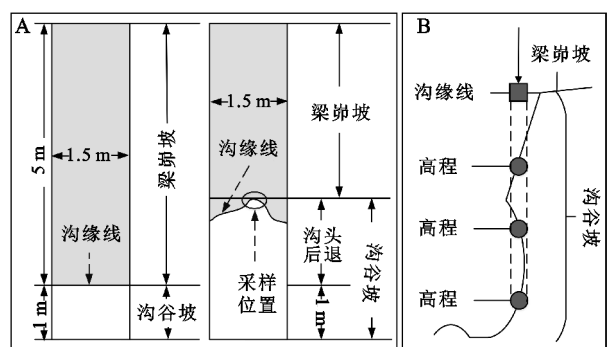 A
5 m
1.5 m
梁峁坡
沟缘线
1 m
沟谷坡
1.5 m
梁峁坡
沟缘线
沟头
后退
采样
位置
1 m
沟谷坡
B
梁峁坡
沟缘线
高程
高程
高程
沟谷坡